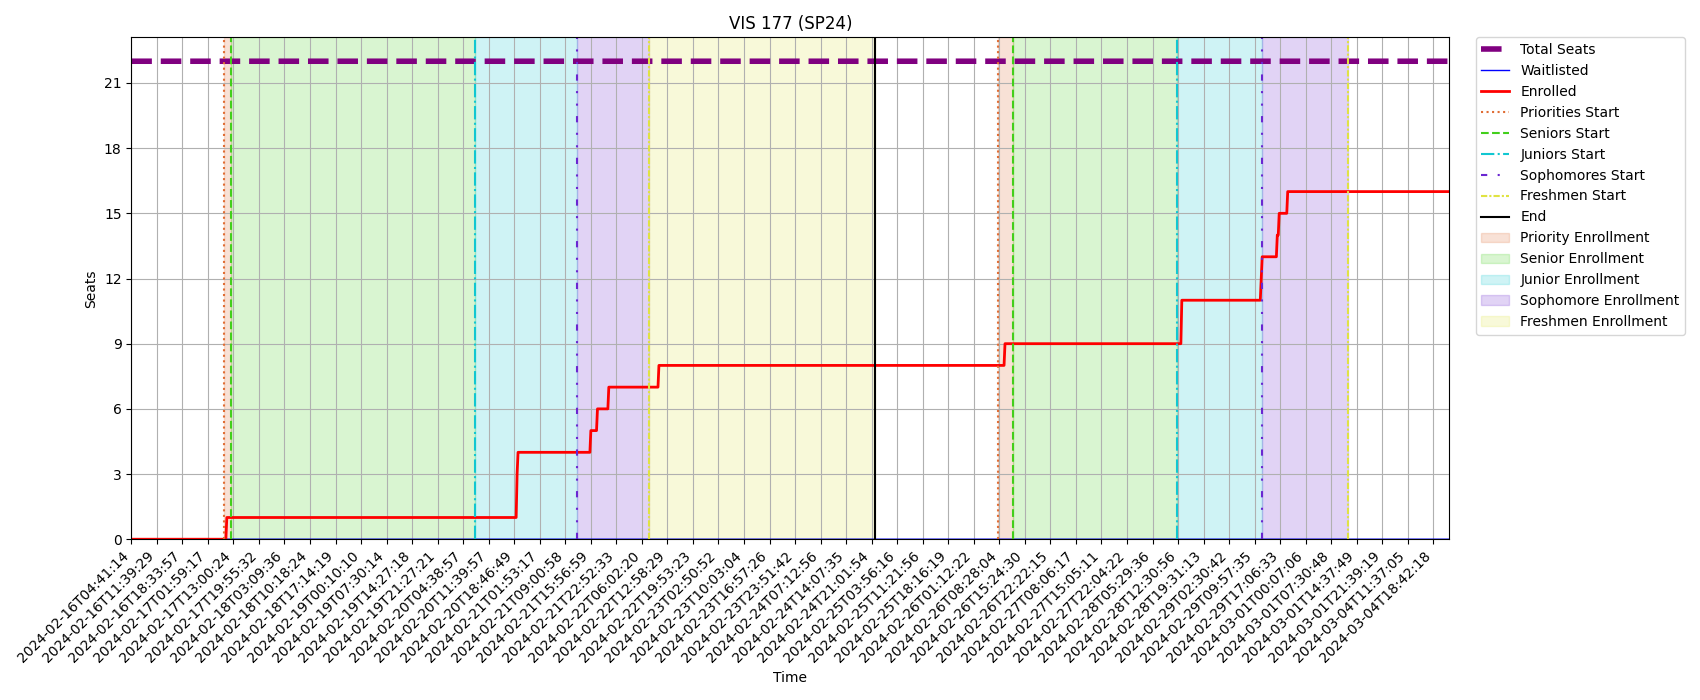 VIS 177 (SP24)
Seats
21
18
15
12
9
6
3
0
2024-02-16T04:41:14
2024-02-16T11:39:29
2024-02-16T18:33:57
2024-02-17T01:59:17
2024-02-17T13:00:24
2024-02-17T19:55:32
2024-02-18T03:09:36
2024-02-18T10:18:24
2024-02-18T17:14:19
2024-02-19T00:10:10
2024-02-19T07:30:14
2024-02-19T14:27:18
2024-02-19T21:27:21
2024-02-20T04:38:57
2024-02-20T11:39:57
2024-02-20T18:46:49
2024-02-21T01:53:17
2024-02-21T09:00:58
2024-02-21T15:56:59
2024-02-21T22:52:33
2024-02-22T06:02:20
2024-02-22T12:58:29
2024-02-22T19:53:23
2024-02-23T02:50:52
2024-02-23T10:03:04
2024-02-23T16:57:26
2024-02-23T23:51:42
2024-02-24T07:12:56
2024-02-24T14:07:35
2024-02-24T21:01:54
2024-02-25T03:56:16
2024-02-25T11:21:56
2024-02-25T18:16:19
2024-02-26T01:12:22
2024-02-26T08:28:04
2024-02-26T15:24:30
2024-02-26T22:22:15
2024-02-27T08:06:17
2024-02-27T15:05:11
2024-02-27T22:04:22
2024-02-28T05:29:36
2024-02-28T12:30:56
2024-02-28T19:31:13
2024-02-29T02:30:42
2024-02-29T09:57:35
2024-02-29T17:06:33
2024-03-01T00:07:06
2024-03-01T07:30:48
2024-03-01T14:37:49
2024-03-01T21:39:19
2024-03-04T11:37:05
2024-03-04T18:42:18
Time
Total Seats
Waitlisted
Enrolled
Priorities Start
Seniors Start
Juniors Start
Sophomores Start
Freshmen Start
End
Priority Enrollment
Senior Enrollment
Junior Enrollment
Sophomore Enrollment
Freshmen Enrollment